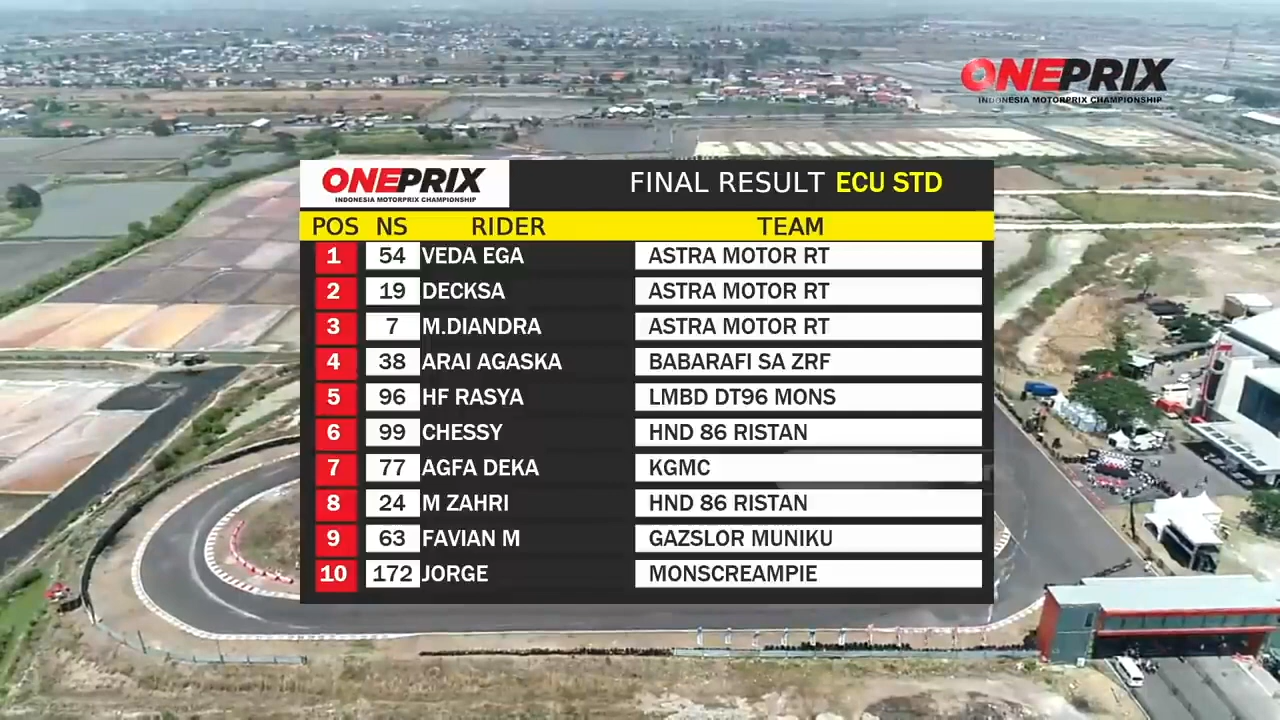 ONEPRIX
INDONESIA MOTORPRIX CHAMPIONSHIP
ONEPRIX
INDONESIA MOTORPRIX CHAMPIONSHIP
FINAL RESULT ECU STD
POS NS RIDER TEAM
1 54 VEDA EGA ASTRA MOTOR RT
2 19 DECKSA ASTRA MOTOR RT
3 7 M.DIANDRA ASTRA MOTOR RT
4 38 ARAI AGASKA BABARAFI SA ZRF
5 96 HF RASYA LMBD DT96 MONS
6 99 CHESSY HND 86 RISTAN
7 77 AGFA DEKA KGMC
8 24 M ZAHRI HND 86 RISTAN
9 63 FAVIAN M GAZSLOR MUNIKU
10 172 JORGE MONSCREAMPIE